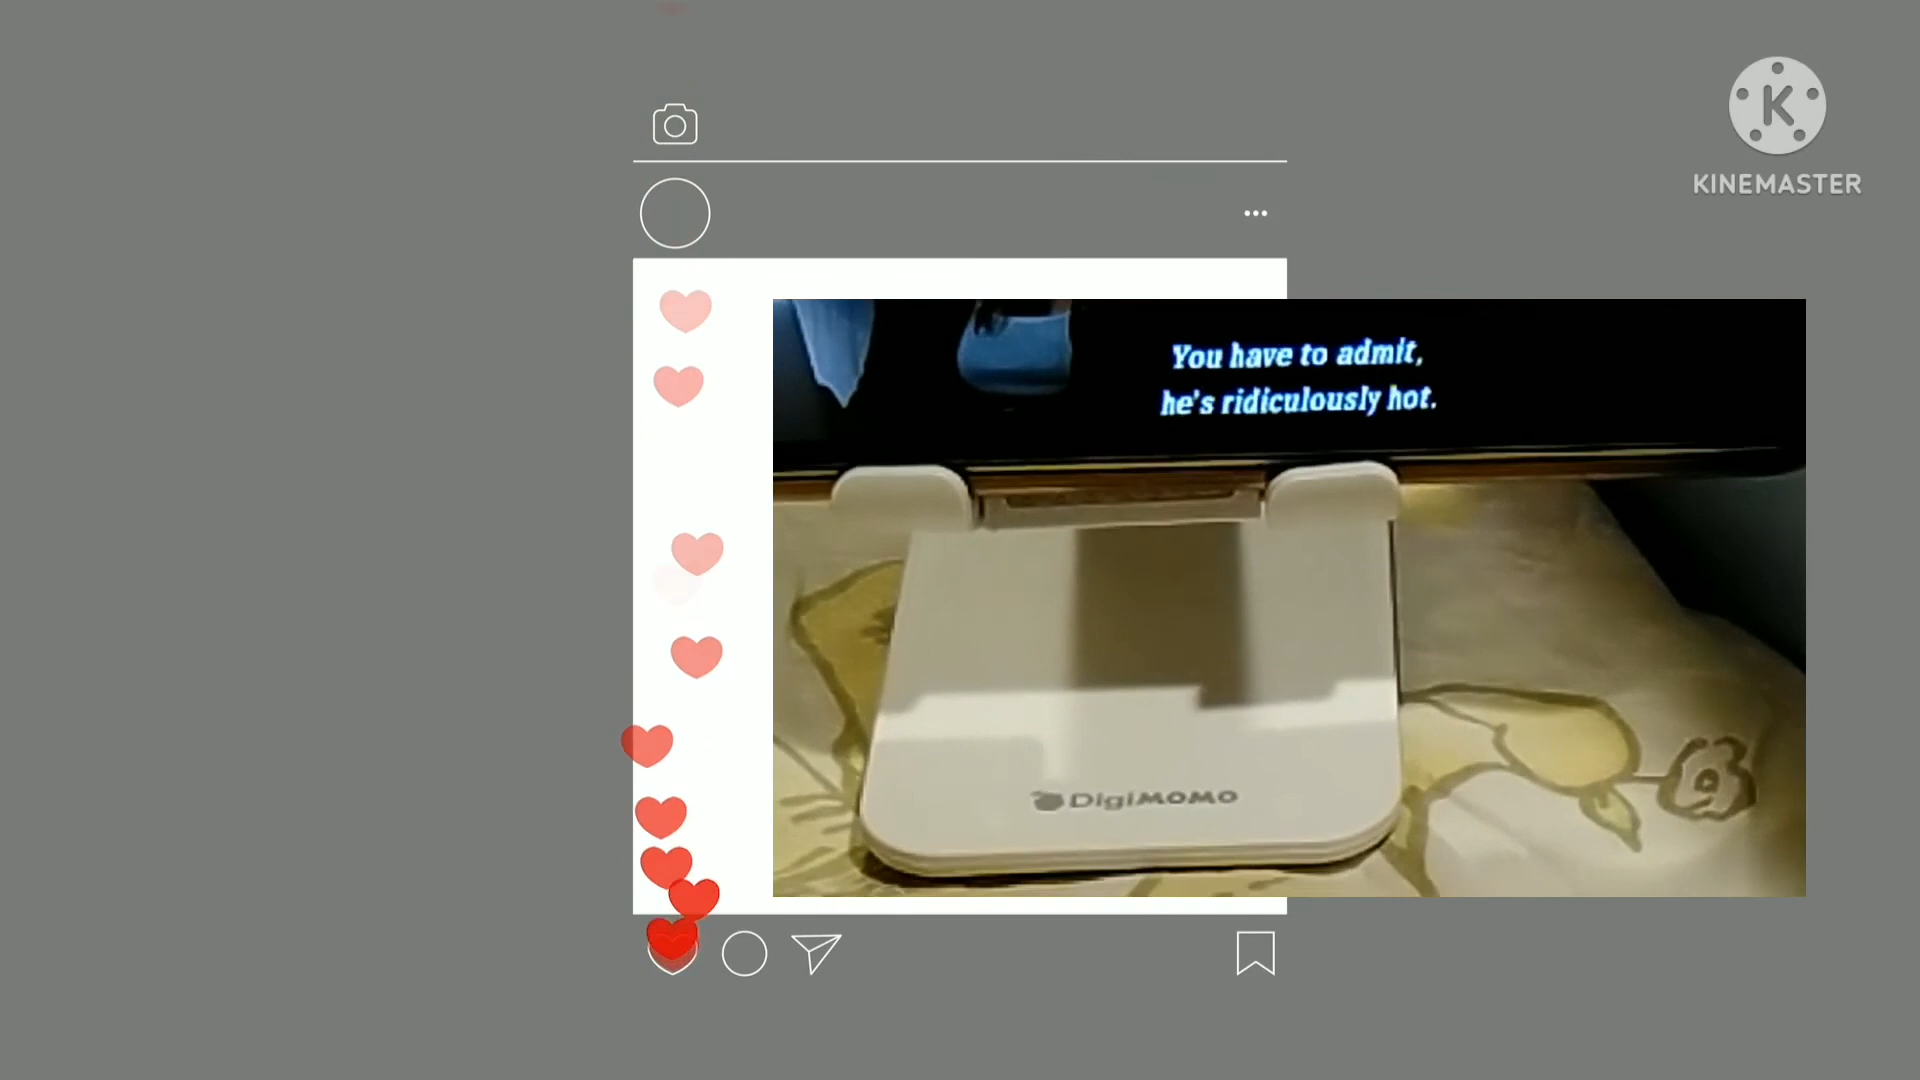 K
KINEMASTER
You have to admit,
he's ridiculously hot.
DigiMOMO